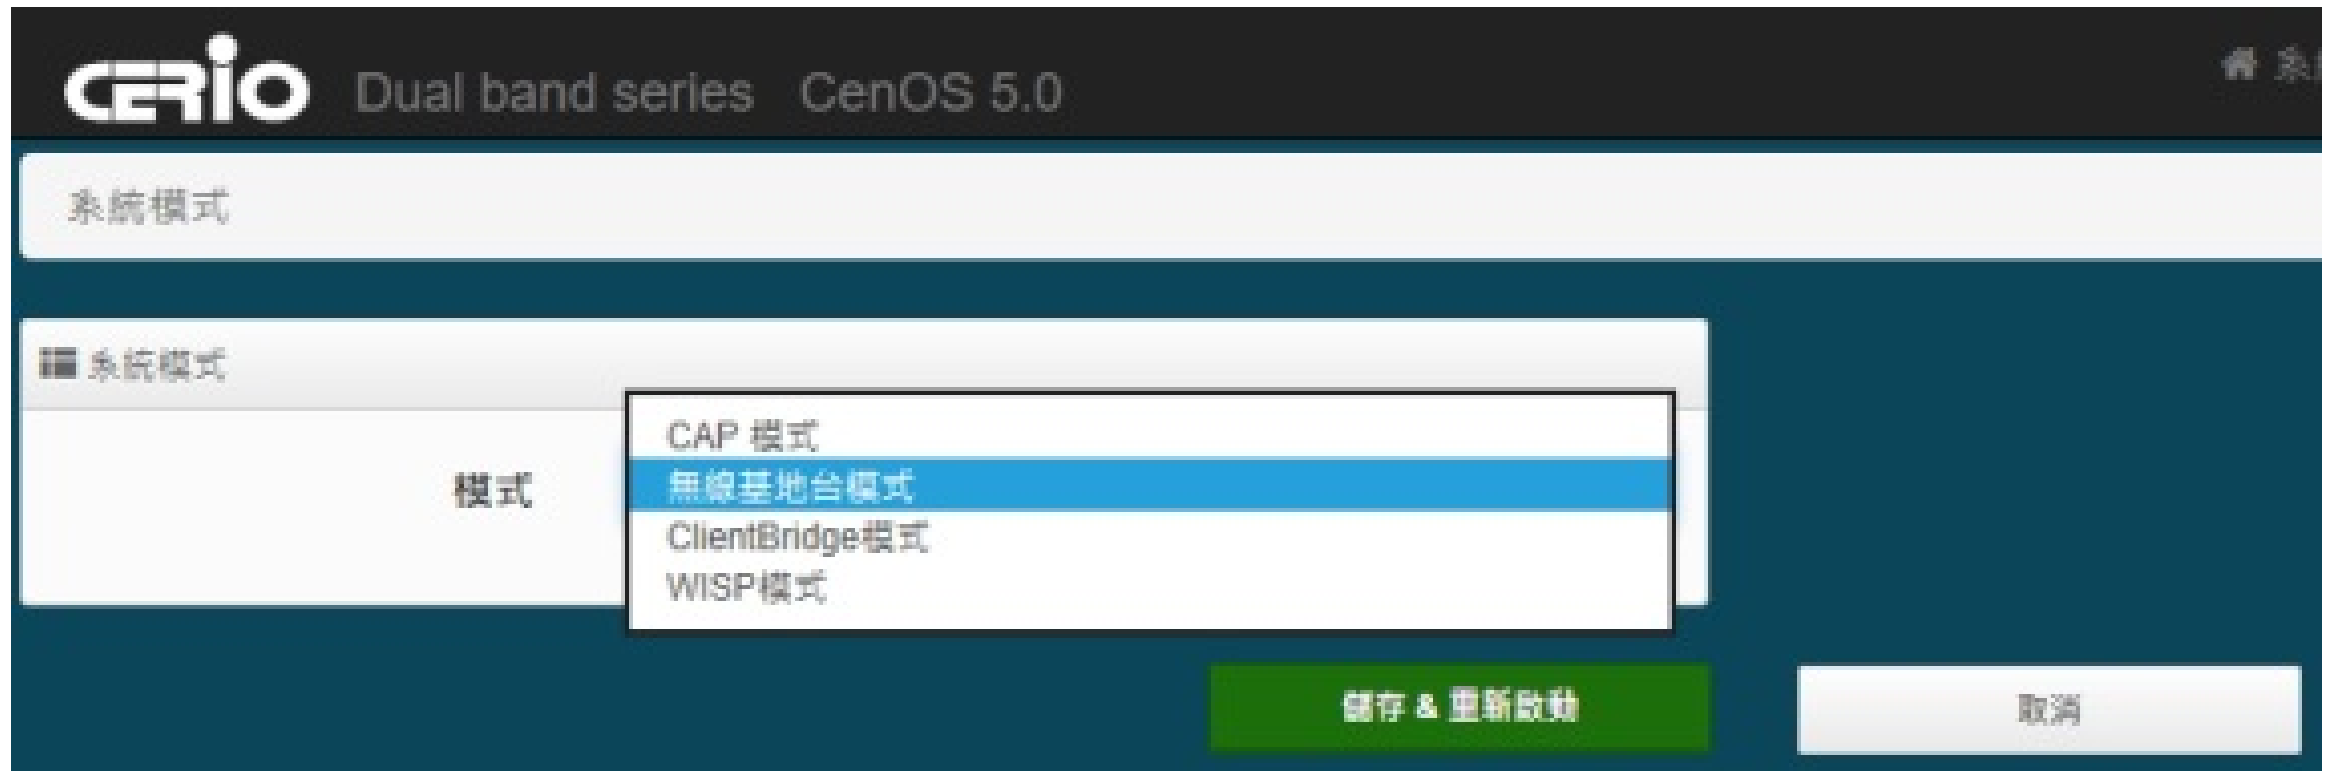 CERIO Dual band series CenOS 5.0
系統模式
系統模式
模式
CAP 模式
無線基地台模式
ClientBridge模式
WISP模式
儲存 & 重新啟動
取消